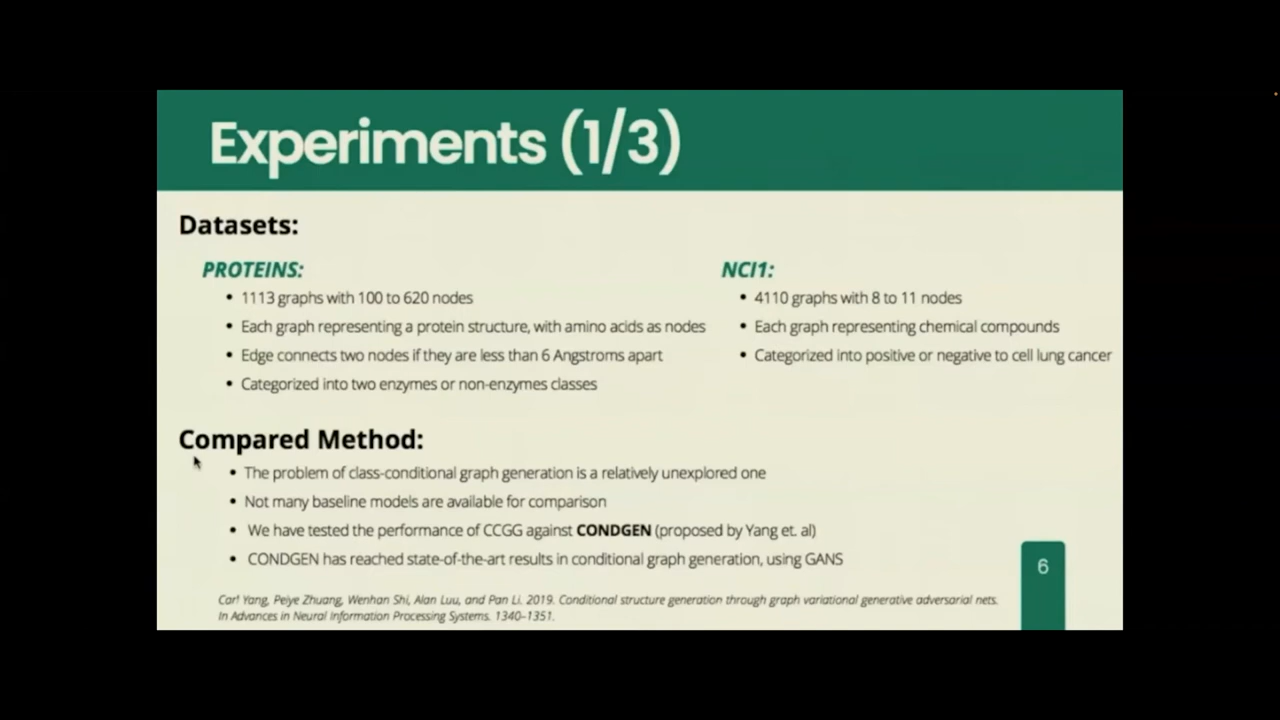 Experiments (1/3)
Datasets:
PROTEINS:
• 1113 graphs with 100 to 620 nodes
• Each graph representing a protein structure, with amino acids as nodes
• Edge connects two nodes if they are less than 6 Angstroms apart
• Categorized into two enzymes or non-enzymes classes
NCI1:
• 4110 graphs with 8 to 11 nodes
• Each graph representing chemical compounds
• Categorized into positive or negative to cell lung cancer
Compared Method:
• The problem of class-conditional graph generation is a relatively unexplored one
• Not many baseline models are available for comparison
• We have tested the performance of CCGG against CONDGEN (proposed by Yang et. al)
• CONDGEN has reached state-of-the-art results in conditional graph generation, using GANS
Carl Yang, Peiye Zhuang, Wenhan Shi, Alan Luu, and Pan Li. 2019. Conditional structure generation through graph variational generative adversarial nets.
In Advances in Neural Information Processing Systems. 1340–1351.
6